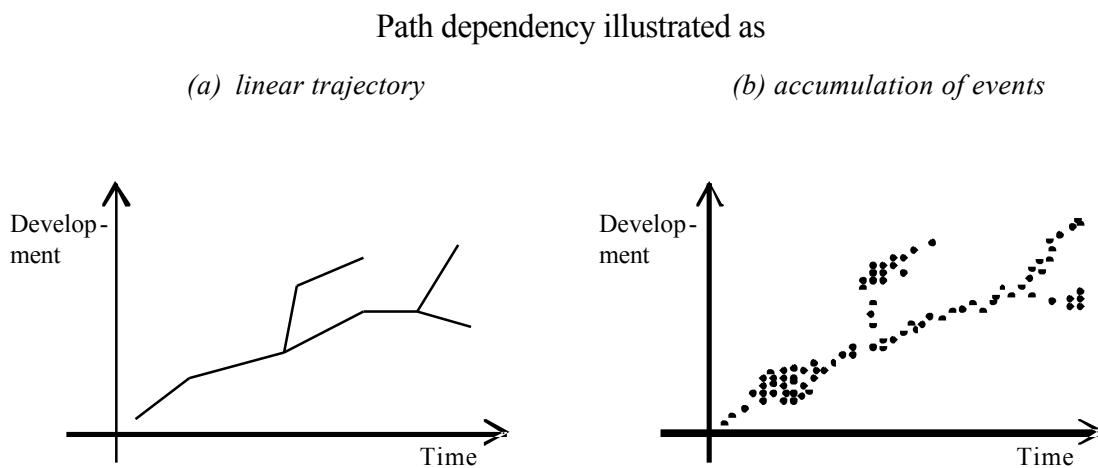 Path dependency illustrated as
(a) linear trajectory
(b) accumulation of events
Develop-
ment
Time
Develop-
ment
Time